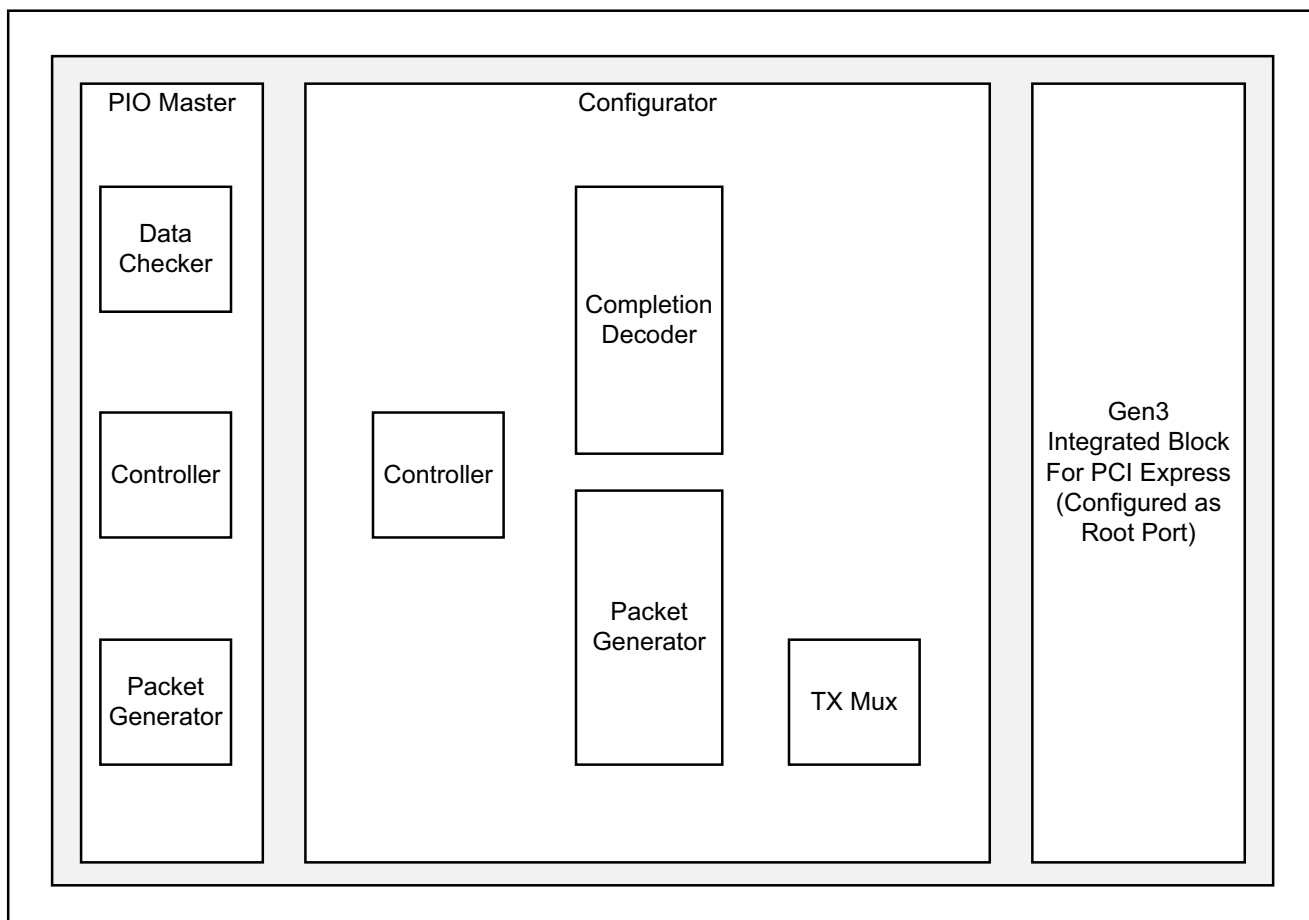 PIO Master
Data
Checker
Controller
Packet
Generator
Configurator
Completion
Decoder
Controller
Packet
Generator
TX Mux
Gen3
Integrated Block
For PCI Express
(Configured as
Root Port)